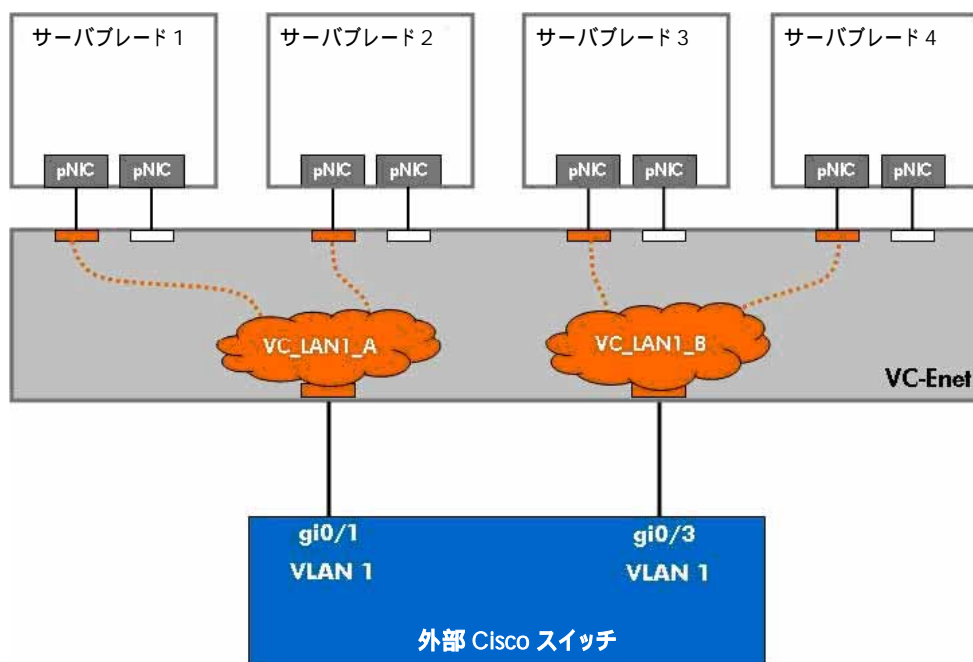 サーバブレード 1
サーバブレード 2
サーバブレード 3
サーバブレード 4
pNIC
pNIC
pNIC
pNIC
pNIC
pNIC
pNIC
pNIC
VC_LAN1_A
VC_LAN1_B
VC-Enet
gi0/1
gi0/3
VLAN 1
VLAN 1
外部 Cisco スイッチ